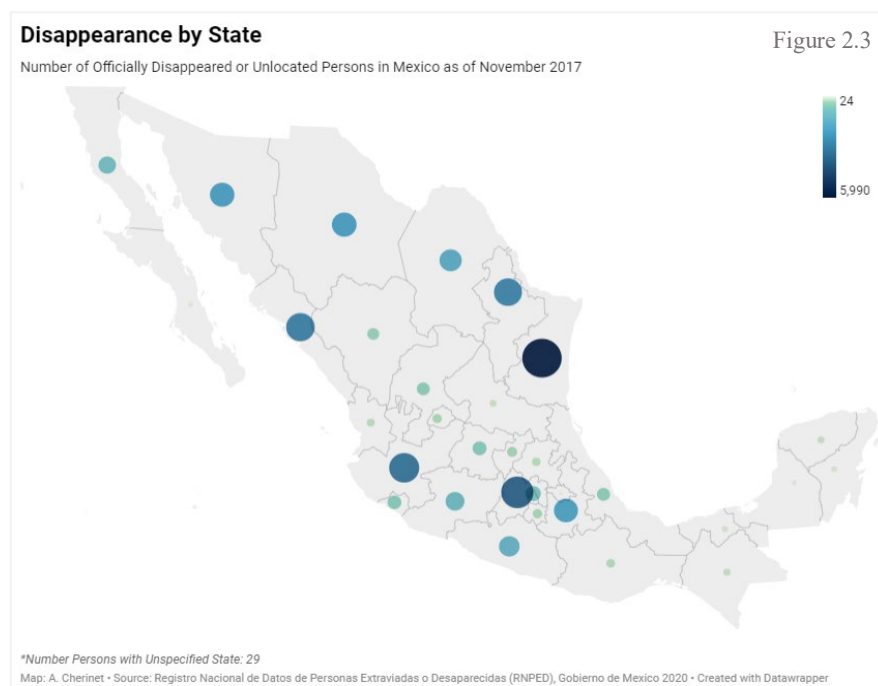 Disappearance by State
Figure 2.3
Number of Officially Disappeared or Unlocated Persons in Mexico as of November 2017
24
5,990
*Number Persons with Unspecified State: 29
Map: A. Cherinet • Source: Registro Nacional de Datos de Personas Extraviadas o Desaparecidas (RNPED), Gobierno de Mexico 2020 • Created with Datawrapper